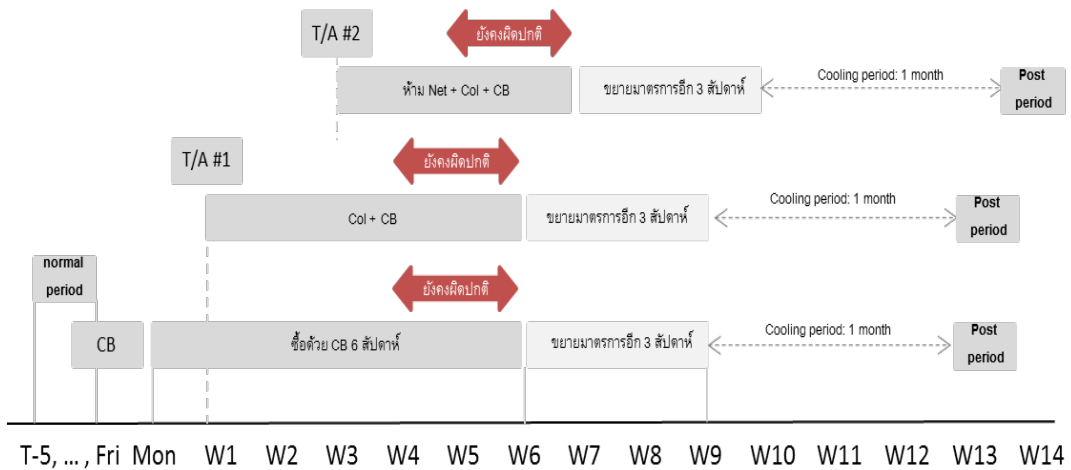 T/A #2
ยังคงผิดปกติ
ห้าม Net + Col + CB
ขยายมาตรการอีก 3 สัปดาห์
Cooling period: 1 month
Post
period
T/A #1
ยังคงผิดปกติ
Col + CB
ขยายมาตรการอีก 3 สัปดาห์
Cooling period: 1 month
Post
period
normal
period
ยังคงผิดปกติ
CB
ซื้อด้วย CB 6 สัปดาห์
ขยายมาตรการอีก 3 สัปดาห์
Cooling period: 1 month
Post
period
T-5, ... , Fri Mon W1 W2 W3 W4 W5 W6 W7 W8 W9 W10 W11 W12 W13 W14